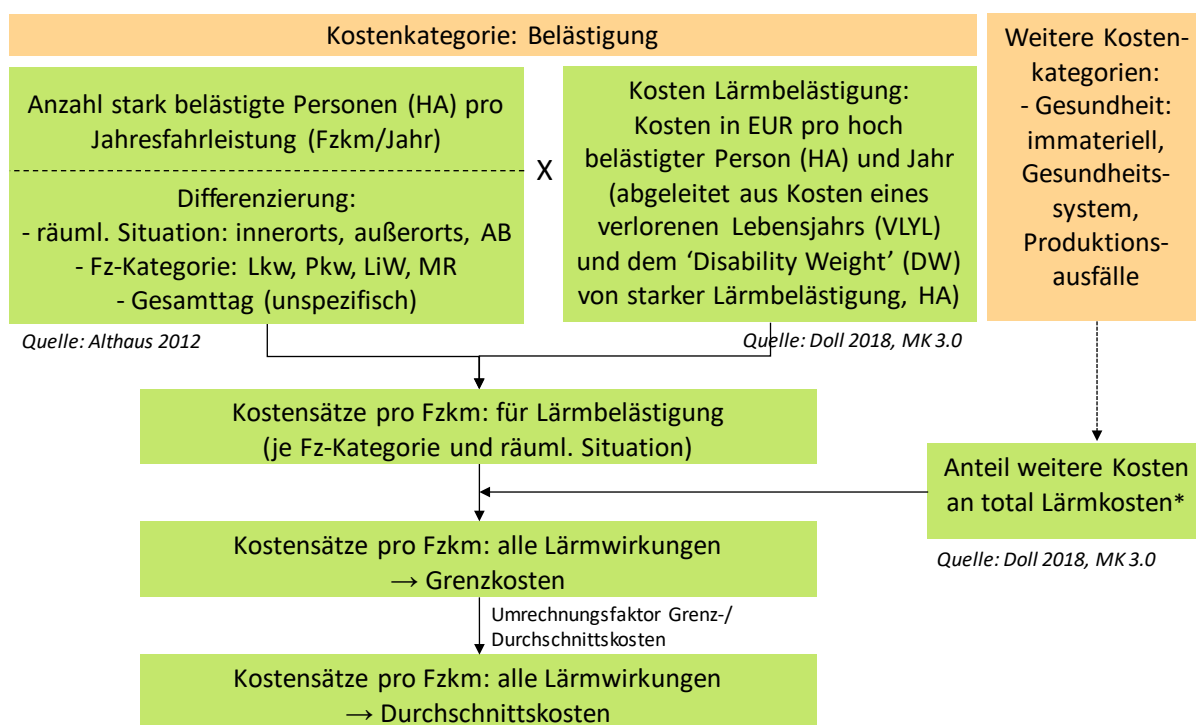 Kostenkategorie: Belästigung
Anzahl stark belästigte Personen (HA) pro
Jahresfahrleistung (Fzkm/Jahr)
Differenzierung:
- räuml. Situation: innerorts, außerorts, AB
- Fz-Kategorie: Lkw, Pkw, LiW, MR
- Gesamttag (unspezifisch)
Quelle: Althaus 2012
X
Kosten Lärmbelästigung:
Kosten in EUR pro hoch
belästigter Person (HA) und Jahr
(abgeleitet aus Kosten eines
verlorenen Lebensjahrs (VLYL)
und dem ‘Disability Weight’ (DW)
von starker Lärmbelästigung, HA)
Quelle: Doll 2018, MK 3.0
Weitere Kosten-
kategorien:
- Gesundheit:
immateriell,
Gesundheits-
system,
Produktions-
ausfälle
Kostensätze pro Fzkm: für Lärmbelästigung
(je Fz-Kategorie und räuml. Situation)
Anteil weitere Kosten
an total Lärmkosten*
Quelle: Doll 2018, MK 3.0
Kostensätze pro Fzkm: alle Lärmwirkungen
→ Grenzkosten
Umrechnungsfaktor Grenz-/
Durchschnittskosten
Kostensätze pro Fzkm: alle Lärmwirkungen
→ Durchschnittskosten